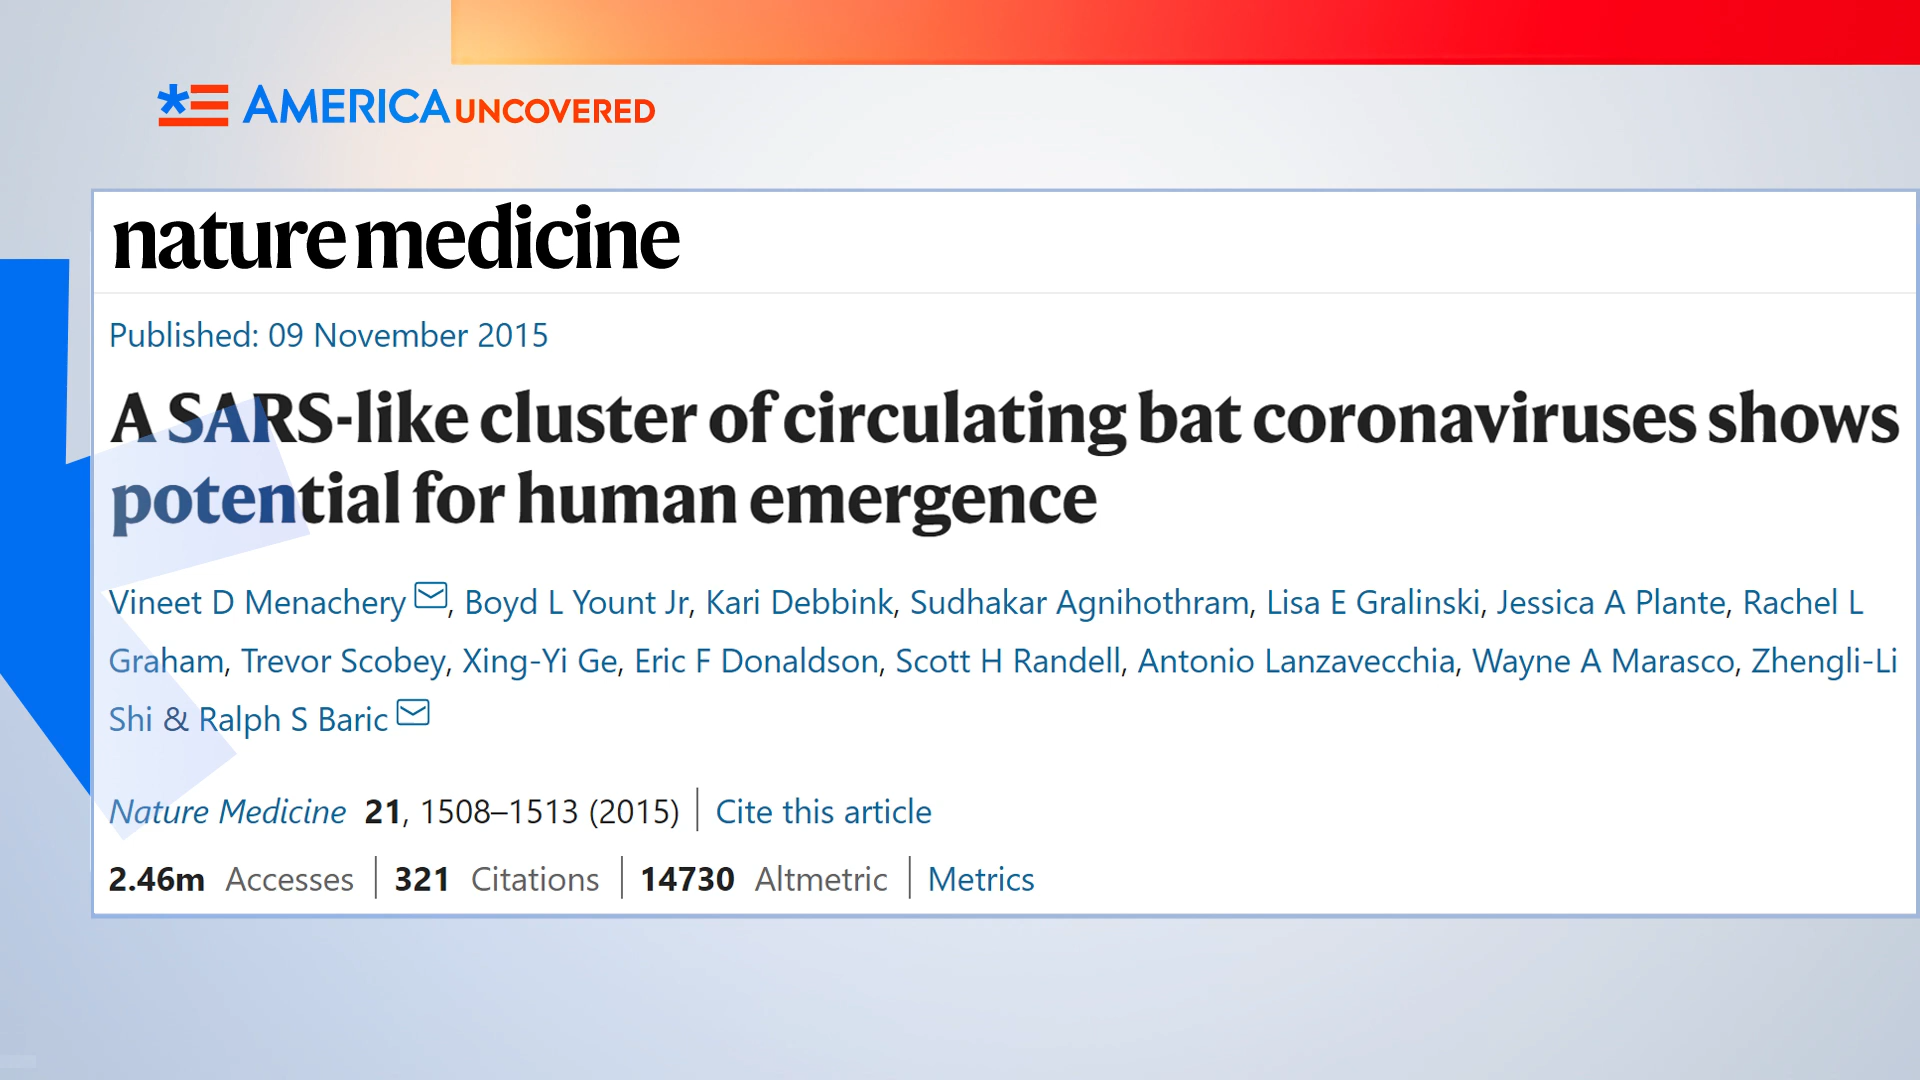 AMERICA UNCOVERED
nature medicine
Published: 09 November 2015
A SARS-like cluster of circulating bat coronaviruses shows
potential for human emergence
Vineet D Menachery, Boyd L Yount Jr, Kari Debbink, Sudhakar Agnihothram, Lisa E Gralinski, Jessica A Plante, Rachel L
Graham, Trevor Scobey, Xing-Yi Ge, Eric F Donaldson, Scott H Randell, Antonio Lanzavecchia, Wayne A Marasco, Zhengli-Li
Shi & Ralph S Baric
Nature Medicine 21, 1508–1513 (2015) | Cite this article
2.46m Accesses | 321 Citations | 14730 Altmetric | Metrics